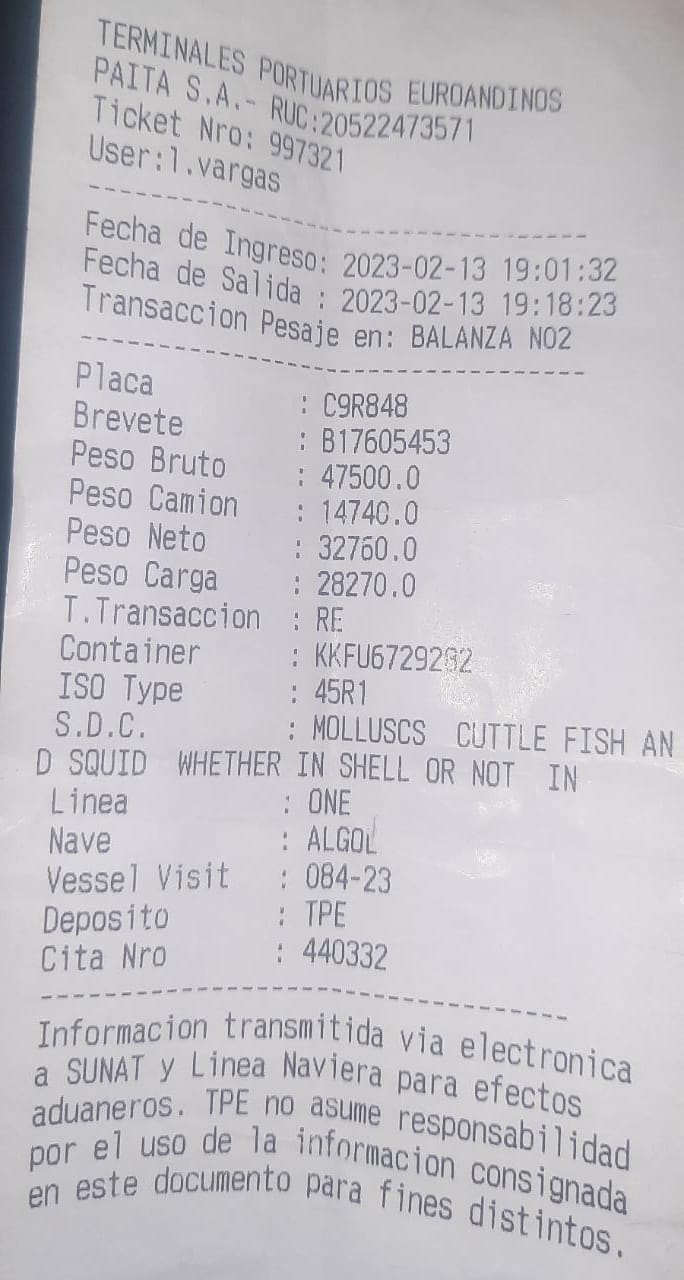 TERMINALES PORTUARIOS EUROANDINOS
PAITA S.A.- RUC:20522473571
Ticket Nro: 997321
User:l.vargas
--------------------------------
Fecha de Ingreso: 2023-02-13 19:01:32
Fecha de Salida : 2023-02-13 19:18:23
Transaccion Pesaje en: BALANZA NO2
--------------------------------
Placa : C9R848
Brevete : B17605453
Peso Bruto : 47500.0
Peso Camion : 14740.0
Peso Neto : 32760.0
Peso Carga : 28270.0
T.Transaccion : RE
Container : KKFU6729282
ISO Type : 45R1
S.D.C. : MOLLUSCS CUTTLE FISH AN
D SQUID WHETHER IN SHELL OR NOT IN
Linea : ONE
Nave : ALGOL
Vessel Visit : 084-23
Deposito : TPE
Cita Nro : 440332
--------------------------------
Informacion transmitida via electronica
a SUNAT y Linea Naviera para efectos
aduaneros. TPE no asume responsabilidad
por el uso de la informacion consignada
en este documento para fines distintos.